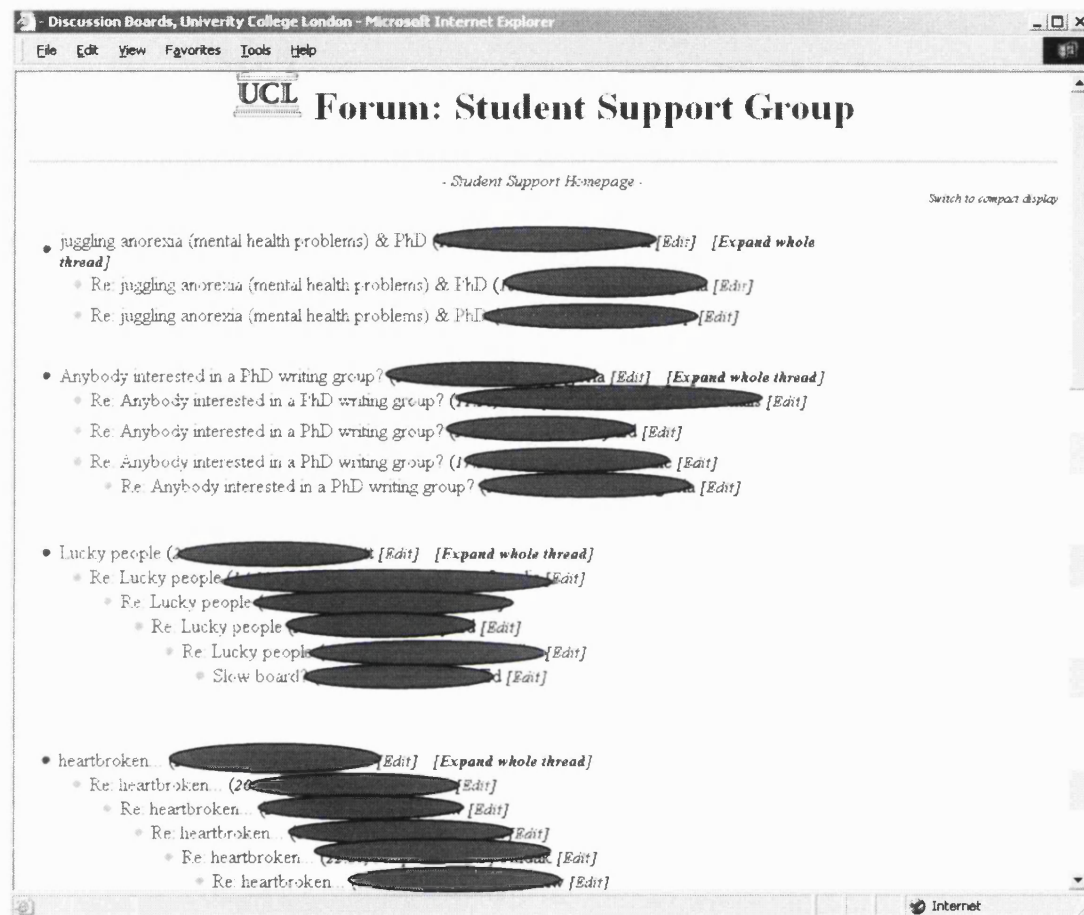 - Discussion Boards, Univerity College London - Microsoft Internet Explorer
File Edit View Favorites Tools Help
UCL Forum: Student Support Group
- Student Support Homepage -
Switch to compact display
juggling anorexia (mental health problems) & PhD ( [Edit] [Expand whole
thread]
Re: juggling anorexia (mental health problems) & PhD ( [Edit]
Re: juggling anorexia (mental health problems) & PhD ( [Edit]
Anybody interested in a PhD writing group? ( [Edit] [Expand whole thread]
Re: Anybody interested in a PhD writing group? ( [Edit]
Re: Anybody interested in a PhD writing group? ( [Edit]
Re: Anybody interested in a PhD writing group? ( [Edit]
Re: Anybody interested in a PhD writing group? ( [Edit]
Lucky people ( [Edit] [Expand whole thread]
Re: Lucky people ( [Edit]
Re: Lucky people (
Re: Lucky people ( [Edit]
Re: Lucky people ( [Edit]
Slow board? ( [Edit]
heartbroken... ( [Edit] [Expand whole thread]
Re: heartbroken... (20 [Edit]
Re: heartbroken... ( [Edit]
Re: heartbroken... ( [Edit]
Re: heartbroken... ( [Edit]
Re: heartbroken... ( [Edit]
Internet